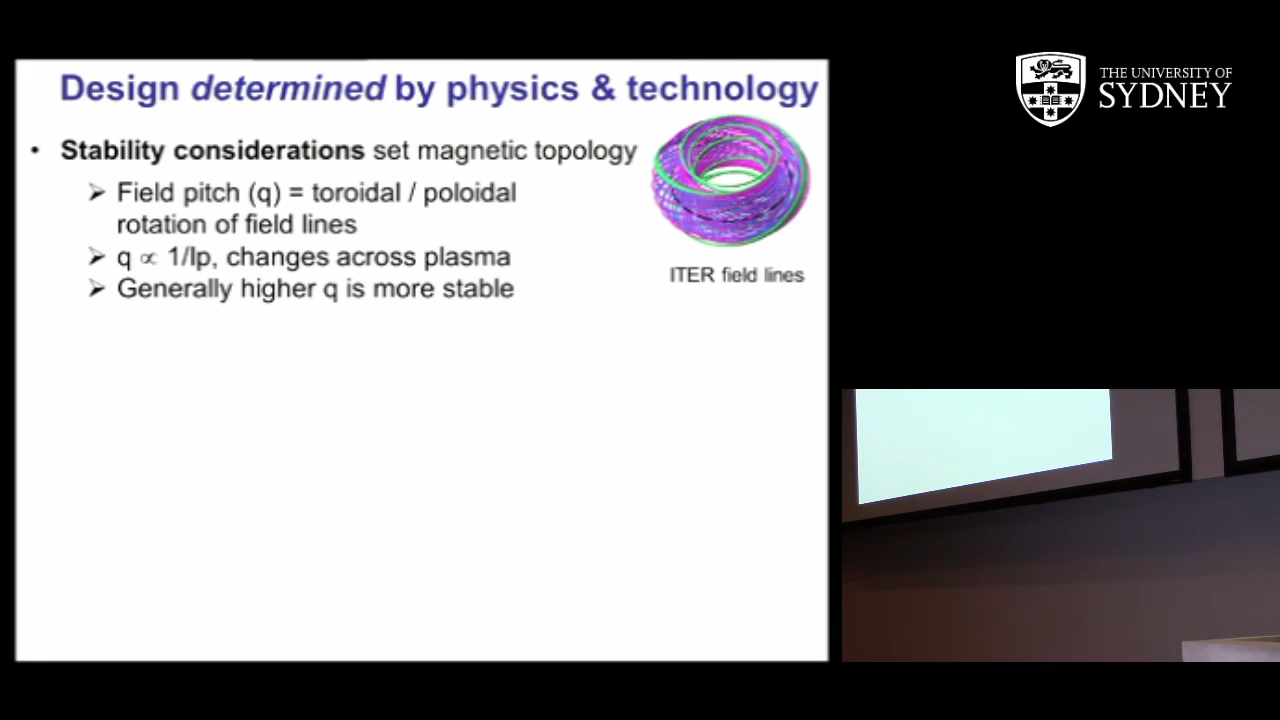 Design determined by physics & technology
• Stability considerations set magnetic topology
➢ Field pitch (q) = toroidal / poloidal
rotation of field lines
➢ q ∝ 1/Ip, changes across plasma
➢ Generally higher q is more stable
ITER field lines
THE UNIVERSITY OF
SYDNEY